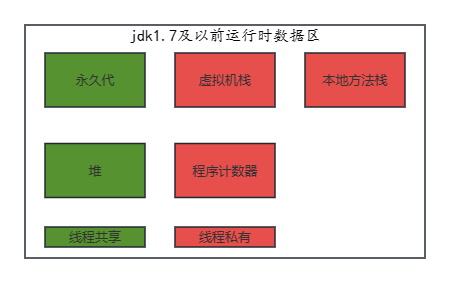 jdk1.7及以前运行时数据区
永久代
虚拟机栈
本地方法栈
堆
程序计数器
线程共享
线程私有